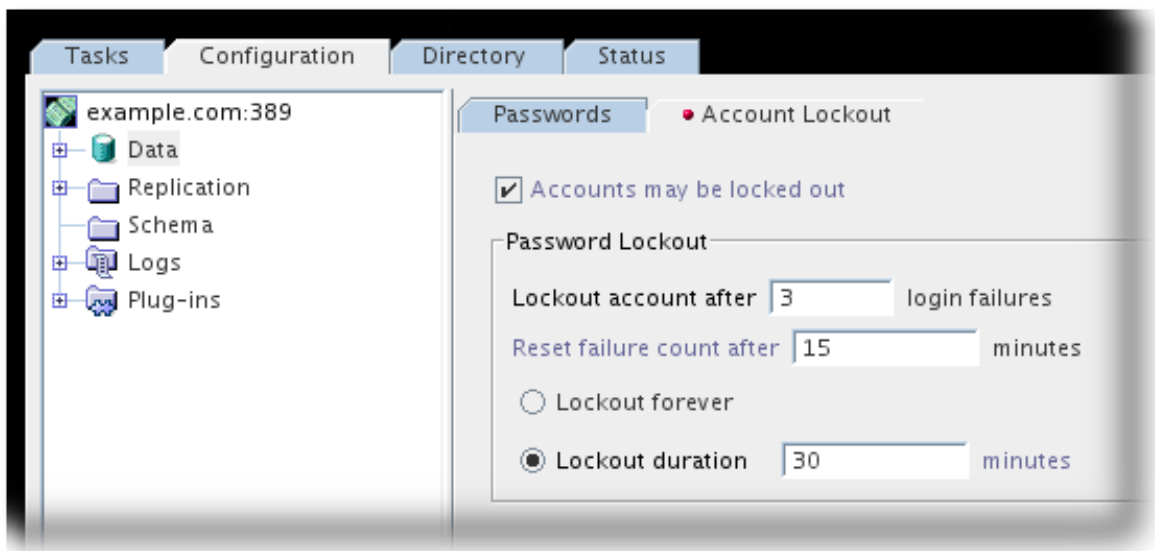 Tasks Configuration Directory Status
example.com:389
Data
Replication
Schema
Logs
Plug-ins
Passwords Account Lockout
Accounts may be locked out
Password Lockout
Lockout account after 3 login failures
Reset failure count after 15 minutes
Lockout forever
Lockout duration 30 minutes